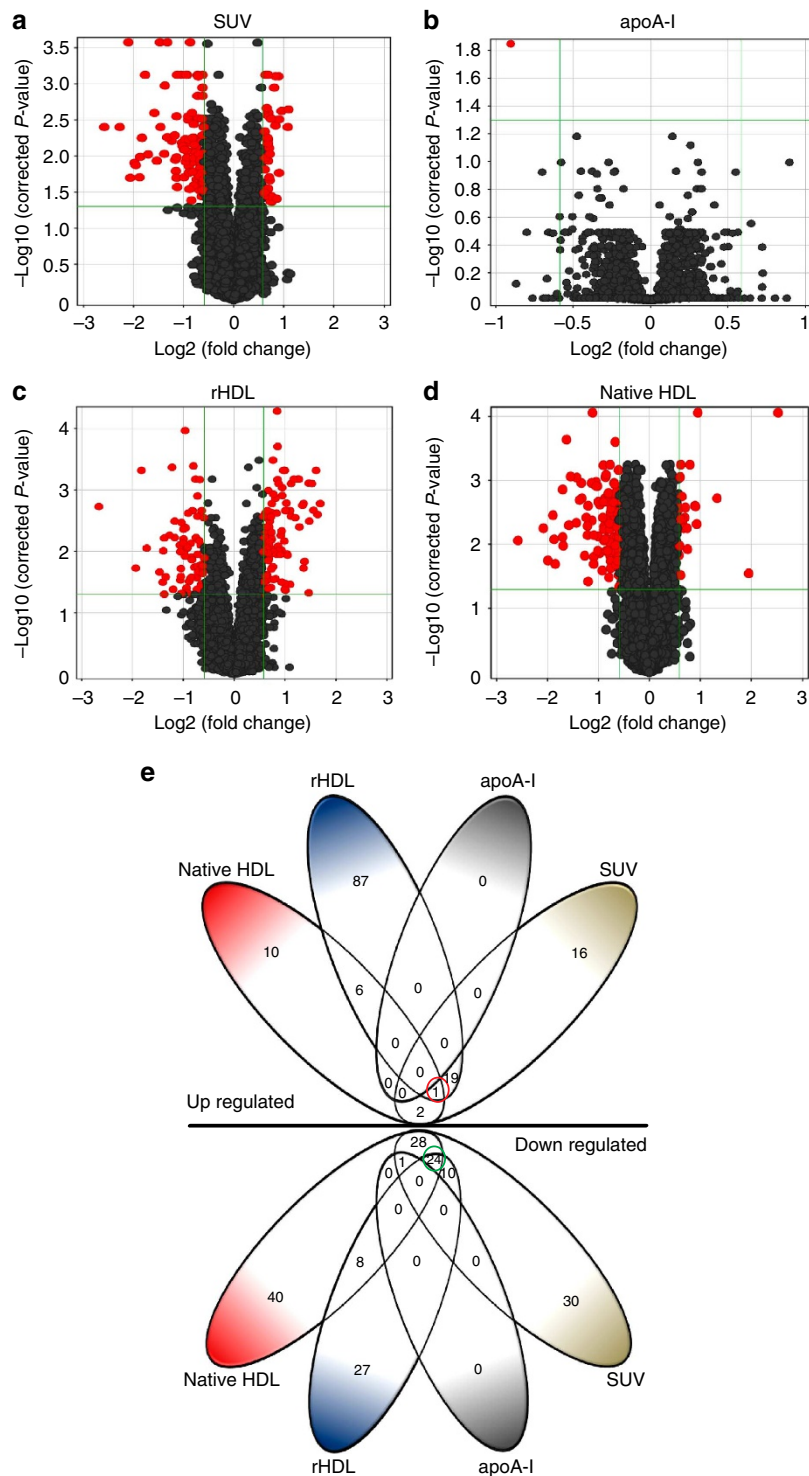 a
SUV
3.5
3.0
2.5
2.0
1.5
1.0
0.5
0
−3 −2 −1 0 1 2 3
Log2 (fold change)
−Log10 (corrected P-value)
b
apoA-I
1.8
1.6
1.4
1.2
1.0
0.8
0.6
0.4
0.2
0
−1 −0.5 0 0.5 1
Log2 (fold change)
−Log10 (corrected P-value)
c
rHDL
4
3
2
1
0
−3 −2 −1 0 1 2 3
Log2 (fold change)
−Log10 (corrected P-value)
d
Native HDL
4
3
2
1
0
−3 −2 −1 0 1 2 3
Log2 (fold change)
−Log10 (corrected P-value)
e
rHDL apoA-I
Native HDL SUV
87 0
10 16
6 0 0
0 0
0 0 0 1 19
2
Up regulated
Down regulated
28
0 1 24 10
0
0 0
8 0 0
40 30
27 0
Native HDL SUV
rHDL apoA-I